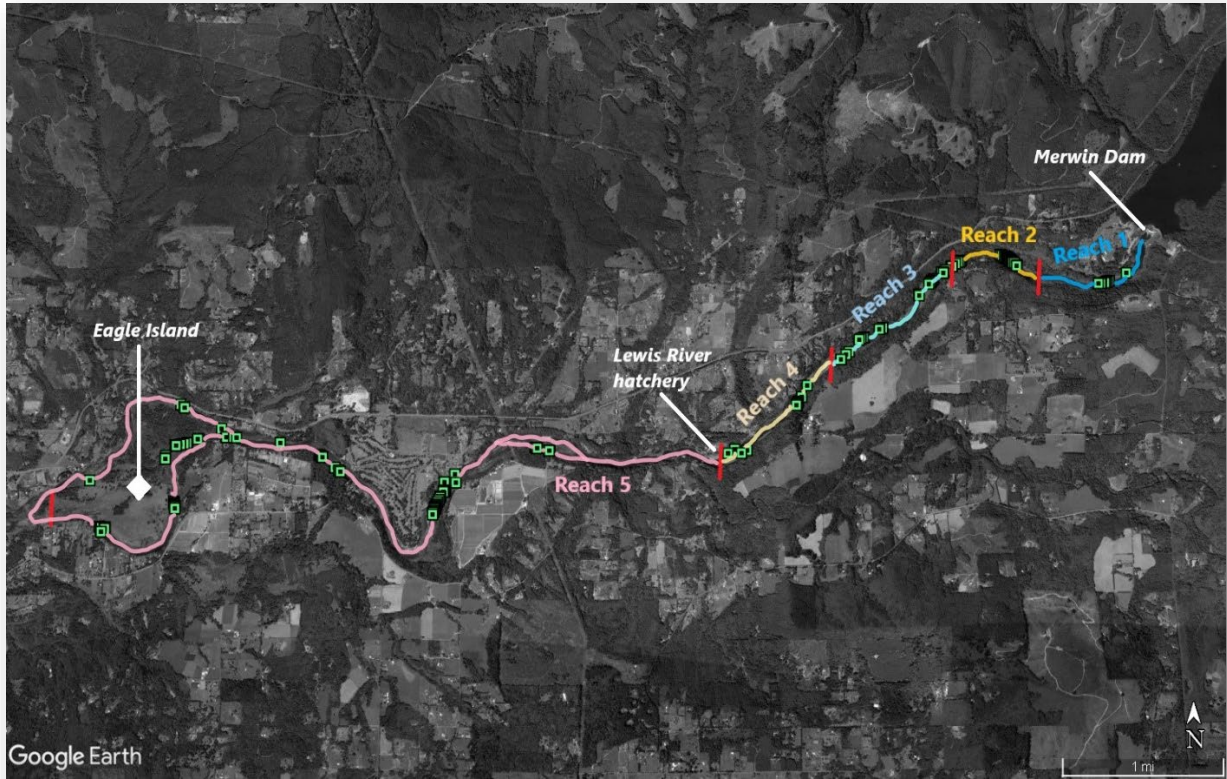 Merwin Dam
Reach 2
Reach 1
Reach 3
Eagle Island
Lewis River
hatchery
Reach 4
Reach 5
N
Google Earth
1 mi